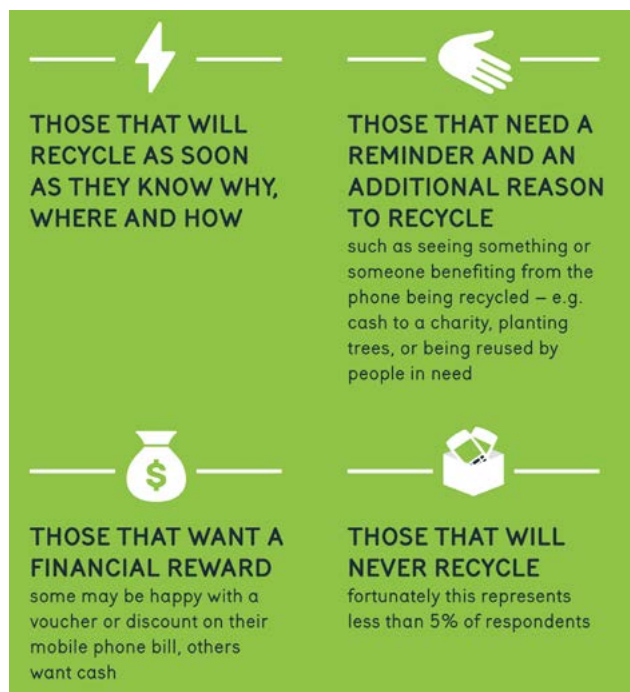 THOSE THAT WILL
RECYCLE AS SOON
AS THEY KNOW WHY,
WHERE AND HOW
THOSE THAT NEED A
REMINDER AND AN
ADDITIONAL REASON
TO RECYCLE
such as seeing something or
someone benefiting from the
phone being recycled – e.g.
cash to a charity, planting
trees, or being reused by
people in need
$
THOSE THAT WANT A
FINANCIAL REWARD
some may be happy with a
voucher or discount on their
mobile phone bill, others
want cash
THOSE THAT WILL
NEVER RECYCLE
fortunately this represents
less than 5% of respondents